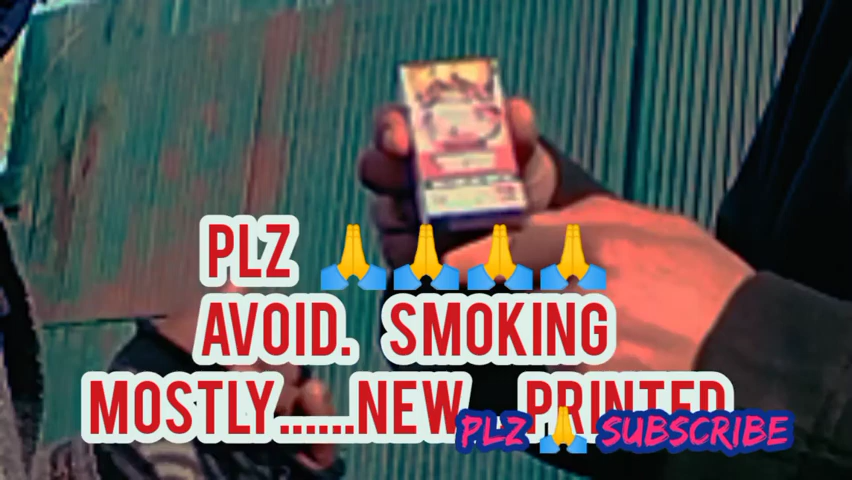 PLZ 🙏🙏🙏🙏
AVOID. SMOKING
MOSTLY......NEW....PRINTED
PLZ 🙏 SUBSCRIBE